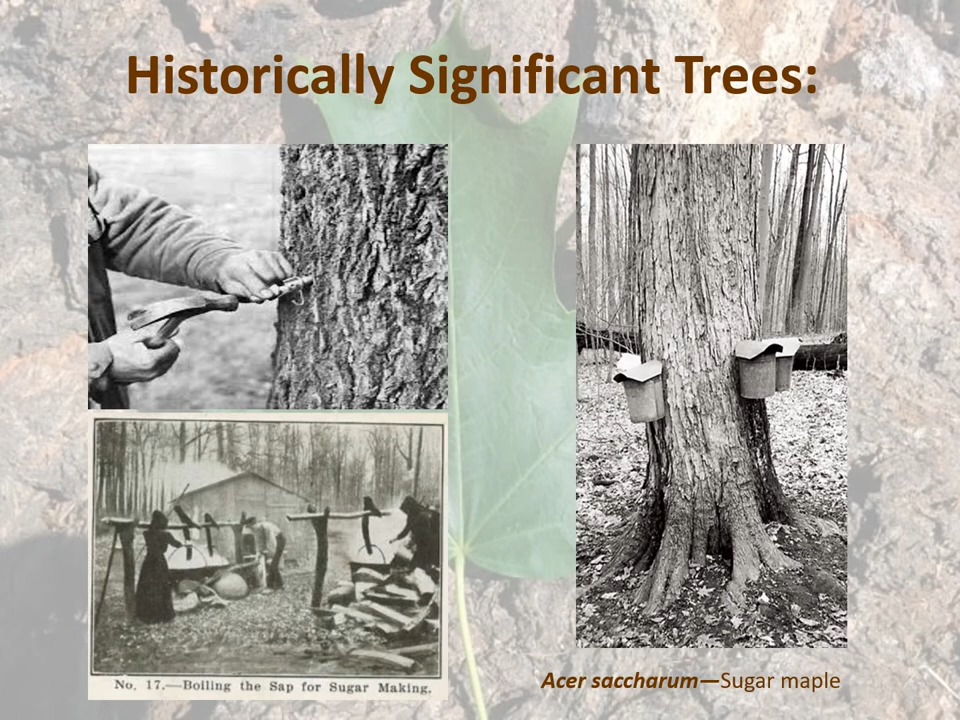 Historically Significant Trees:
No. 17.—Boiling the Sap for Sugar Making.
Acer saccharum—Sugar maple